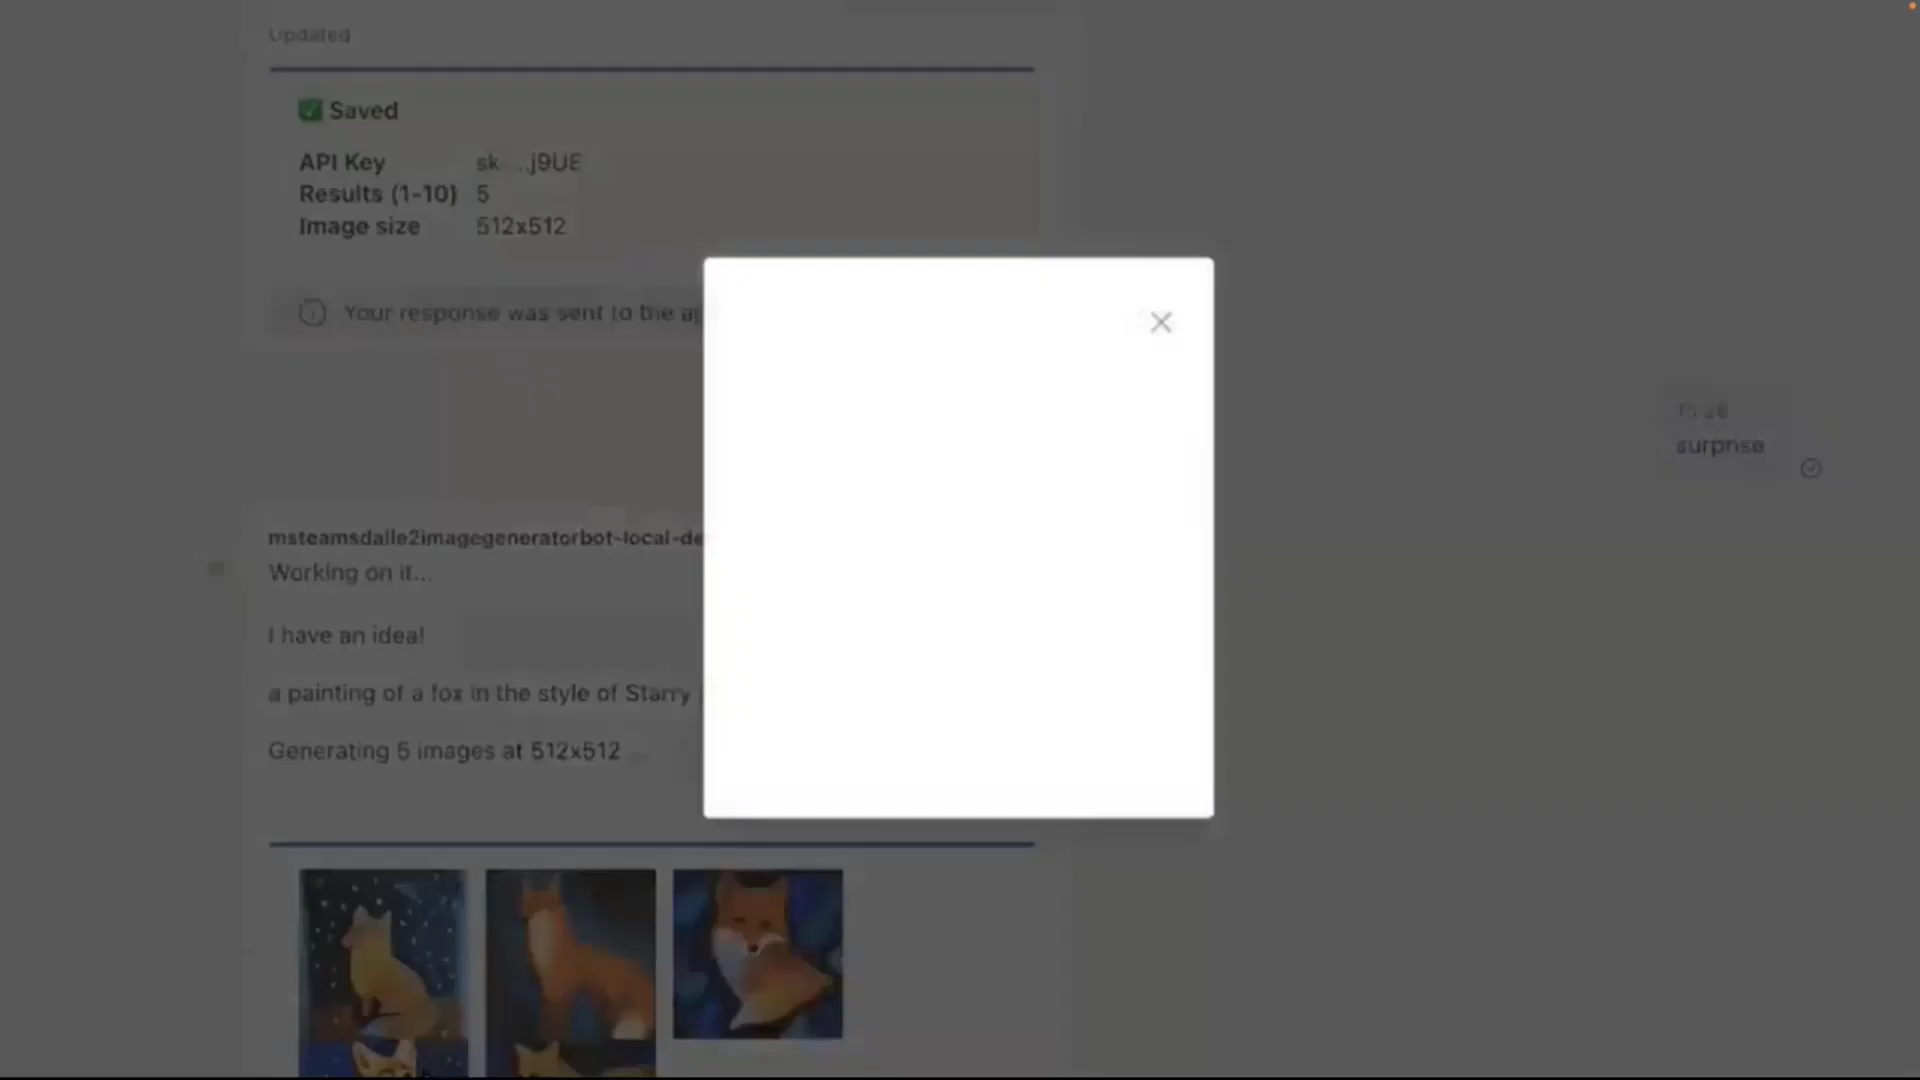 Updated
✅ Saved
API Key sk ...j9UE
Results (1-10) 5
Image size 512x512
Your response was sent to the
surprise
msteamsdalle2imagegeneratorbot-local-de
Working on it...
I have an idea!
a painting of a fox in the style of Starry
Generating 5 images at 512x512